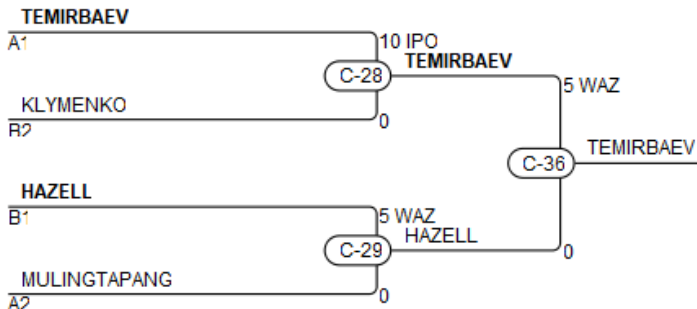 TEMIRBAEV
A1
10 IPO
TEMIRBAEV
C-28
5 WAZ
KLYMENKO
0
B2
TEMIRBAEV
C-36
HAZELL
B1
5 WAZ
HAZELL
C-29
0
MULINGTAPANG
0
A2